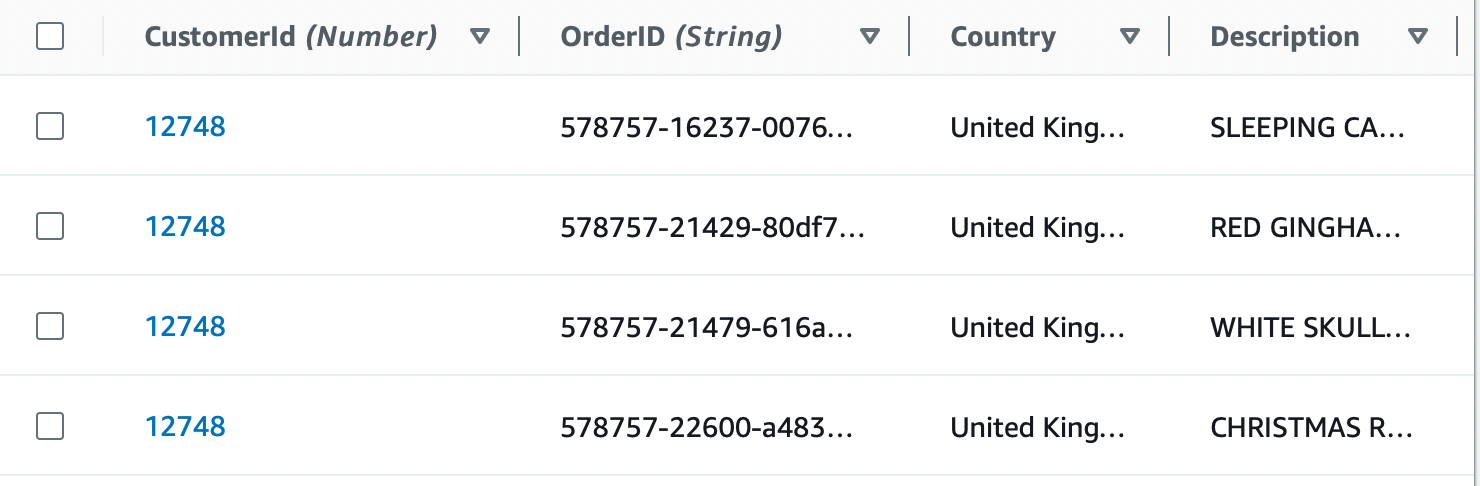 CustomerId (Number) OrderID (String) Country Description
12748 578757-16237-0076... United King... SLEEPING CA...
12748 578757-21429-80df7... United King... RED GINGHA...
12748 578757-21479-616a... United King... WHITE SKULL...
12748 578757-22600-a483... United King... CHRISTMAS R...